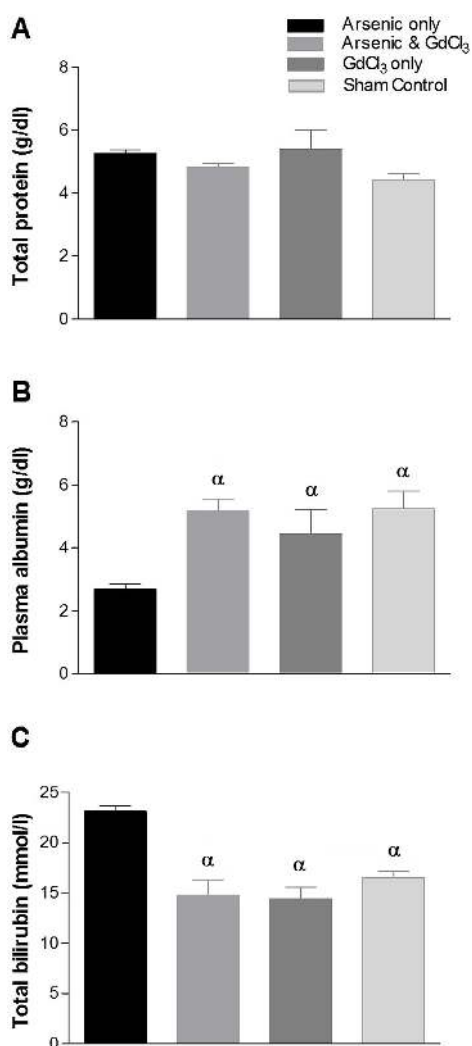 A
Arsenic only
Arsenic & GdCl₃
GdCl₃ only
Sham Control
Total protein (g/dl)
8
6
4
2
0
B
Plasma albumin (g/dl)
8
6
4
2
0
α α α
C
Total bilirubin (mmol/l)
25
20
15
10
5
0
α α α